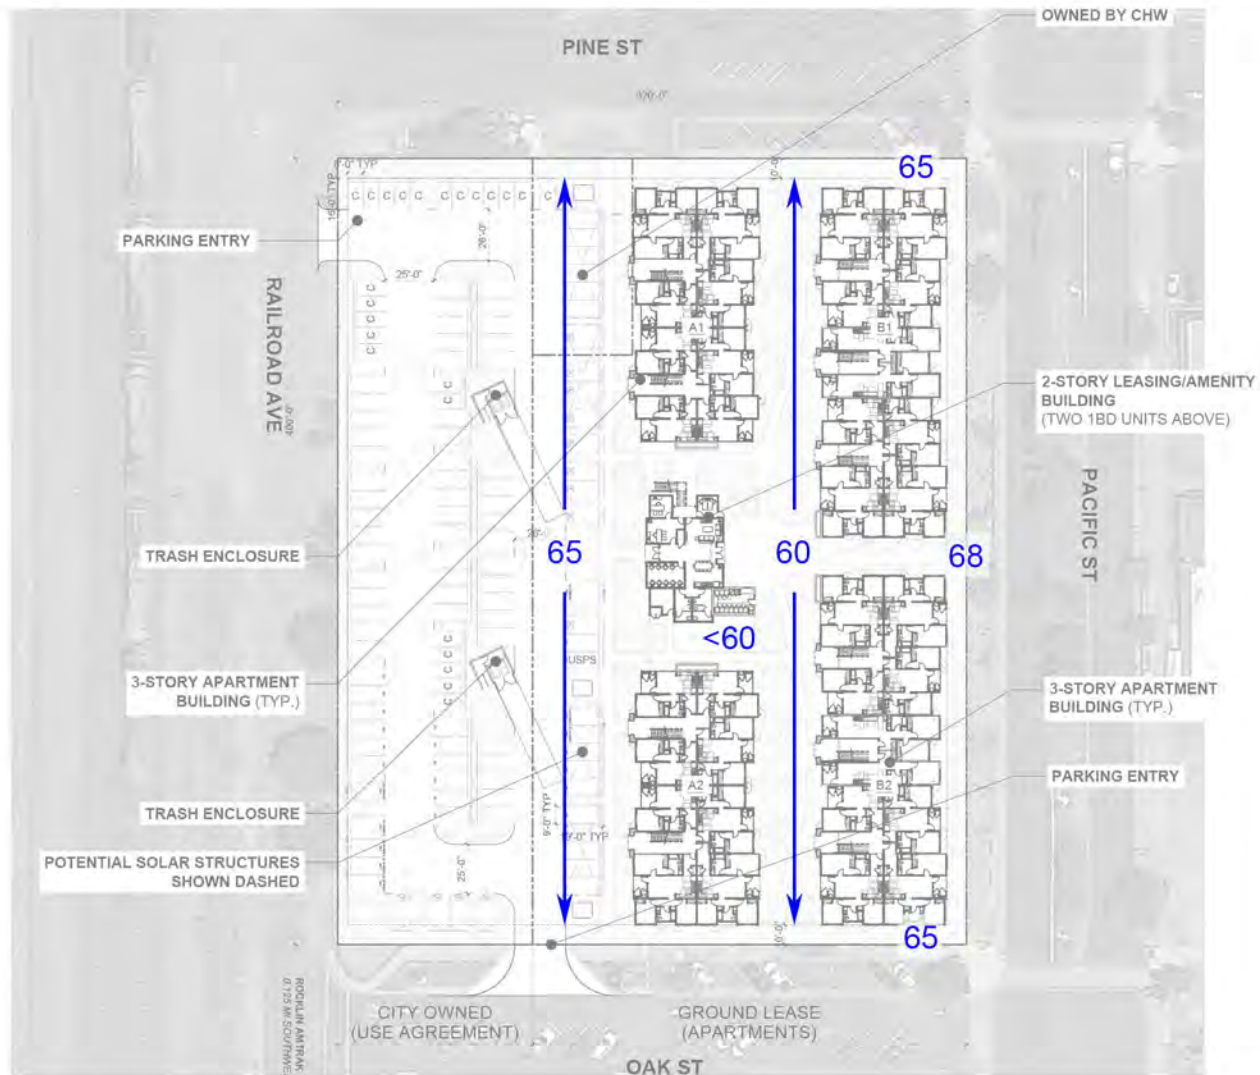 OWNED BY CHW
PINE ST
65
PARKING ENTRY
26'-0"
25'-0"
C C C C C C C C C C C C
C C C C C C
C C
C C C C
RAILROAD AVE
400'-0"
A1
B1
2-STORY LEASING/AMENITY
BUILDING
(TWO 1BD UNITS ABOVE)
PACIFIC ST
TRASH ENCLOSURE
65
60
68
<60
USPS
3-STORY APARTMENT
BUILDING (TYP.)
3-STORY APARTMENT
BUILDING (TYP.)
A2
B2
PARKING ENTRY
TRASH ENCLOSURE
POTENTIAL SOLAR STRUCTURES
SHOWN DASHED
25'-0"
65
ROCKLIN AMTRAK
CITY OWNED
(USE AGREEMENT)
GROUND LEASE
(APARTMENTS)
OAK ST